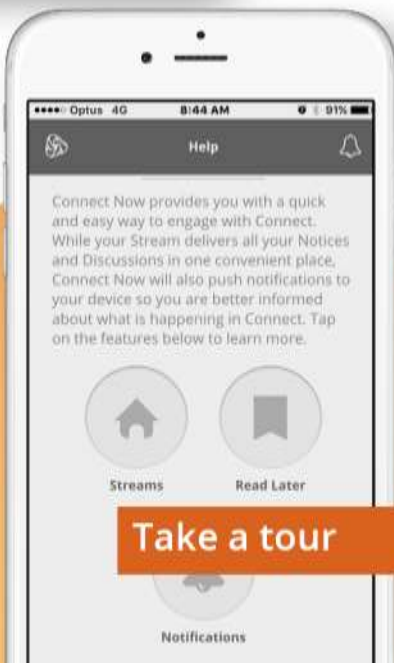 Optus 4G 8:44 AM 91%
Help
Connect Now provides you with a quick
and easy way to engage with Connect.
While your Stream delivers all your Notices
and Discussions in one convenient place,
Connect Now will also push notifications to
your device so you are better informed
about what is happening in Connect. Tap
on the features below to learn more.
Streams Read Later
Take a tour
Notifications